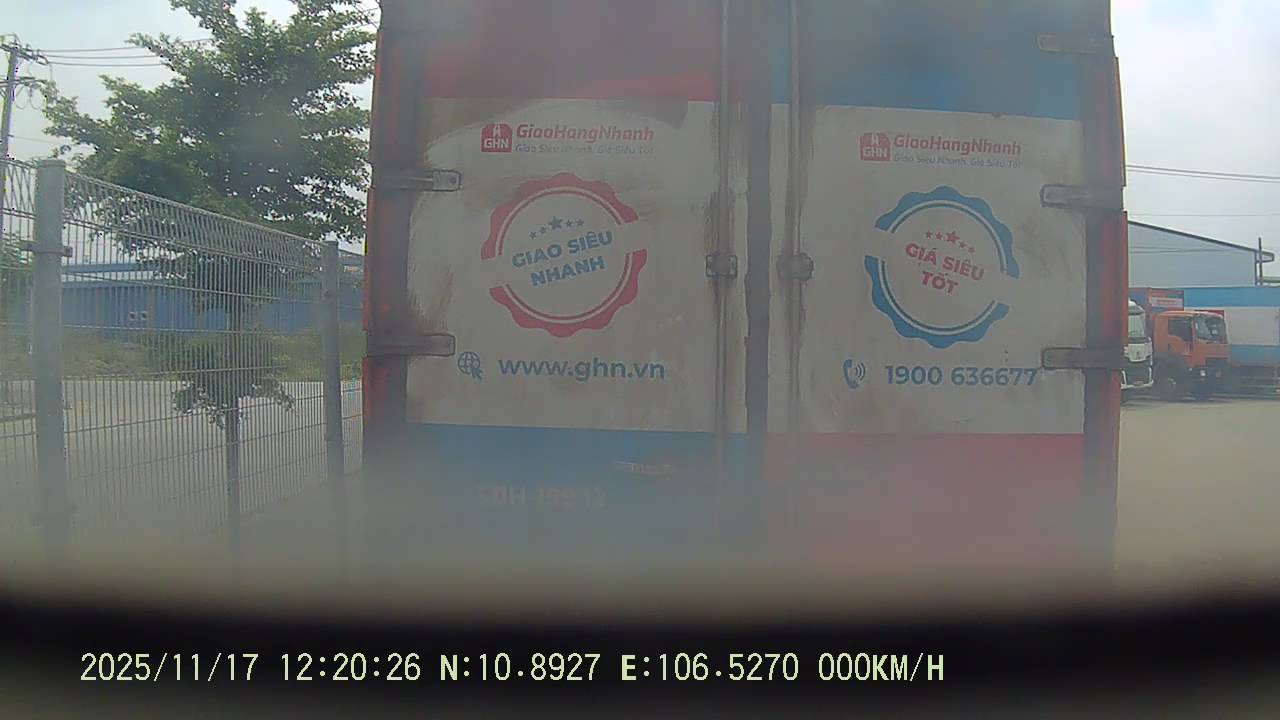 GHN GiaoHangNhanh
Giao Siêu Nhanh, Giá Siêu Tốt
GIAO SIÊU
NHANH
www.ghn.vn
GHN GiaoHangNhanh
Giao Siêu Nhanh, Giá Siêu Tốt
GIÁ SIÊU
TỐT
1900 636677
2025/11/17 12:20:26 N:10.8927 E:106.5270 000KM/H